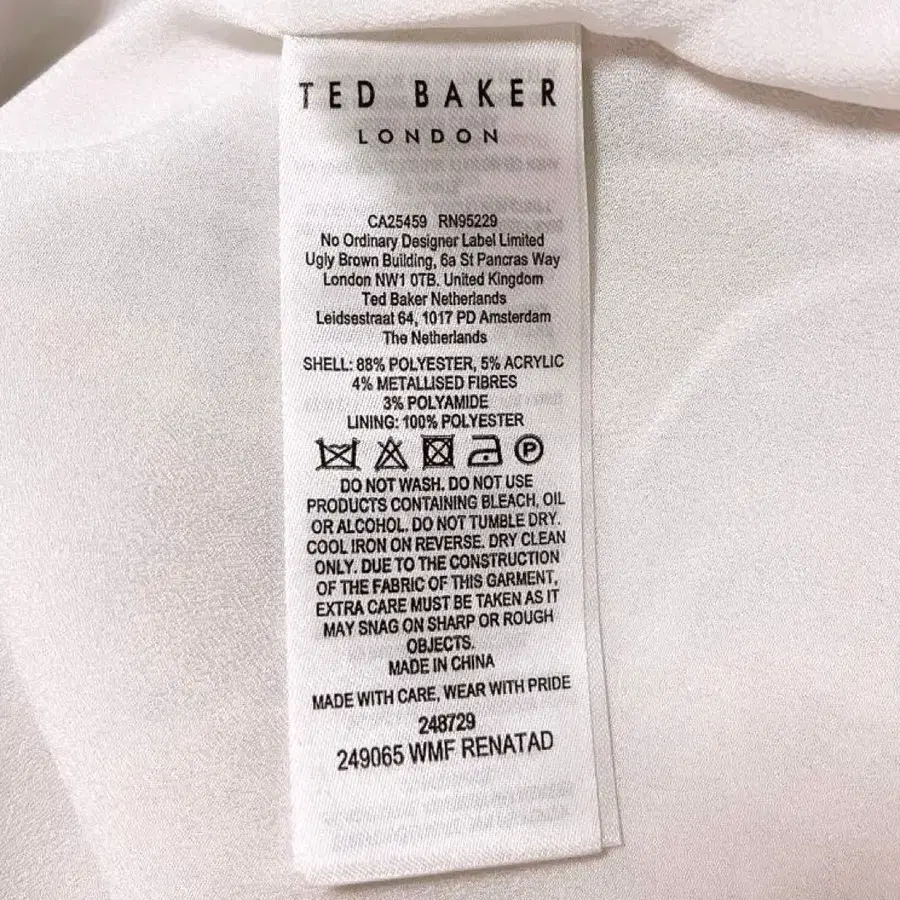 TED BAKER
LONDON
CA25459 RN95229
No Ordinary Designer Label Limited
Ugly Brown Building, 6a St Pancras Way
London NW1 0TB. United Kingdom
Ted Baker Netherlands
Leidsestraat 64, 1017 PD Amsterdam
The Netherlands
SHELL: 88% POLYESTER, 5% ACRYLIC
4% METALLISED FIBRES
3% POLYAMIDE
LINING: 100% POLYESTER
P
DO NOT WASH. DO NOT USE
PRODUCTS CONTAINING BLEACH, OIL
OR ALCOHOL. DO NOT TUMBLE DRY.
COOL IRON ON REVERSE. DRY CLEAN
ONLY. DUE TO THE CONSTRUCTION
OF THE FABRIC OF THIS GARMENT,
EXTRA CARE MUST BE TAKEN AS IT
MAY SNAG ON SHARP OR ROUGH
OBJECTS.
MADE IN CHINA
MADE WITH CARE, WEAR WITH PRIDE
248729
249065 WMF RENATAD